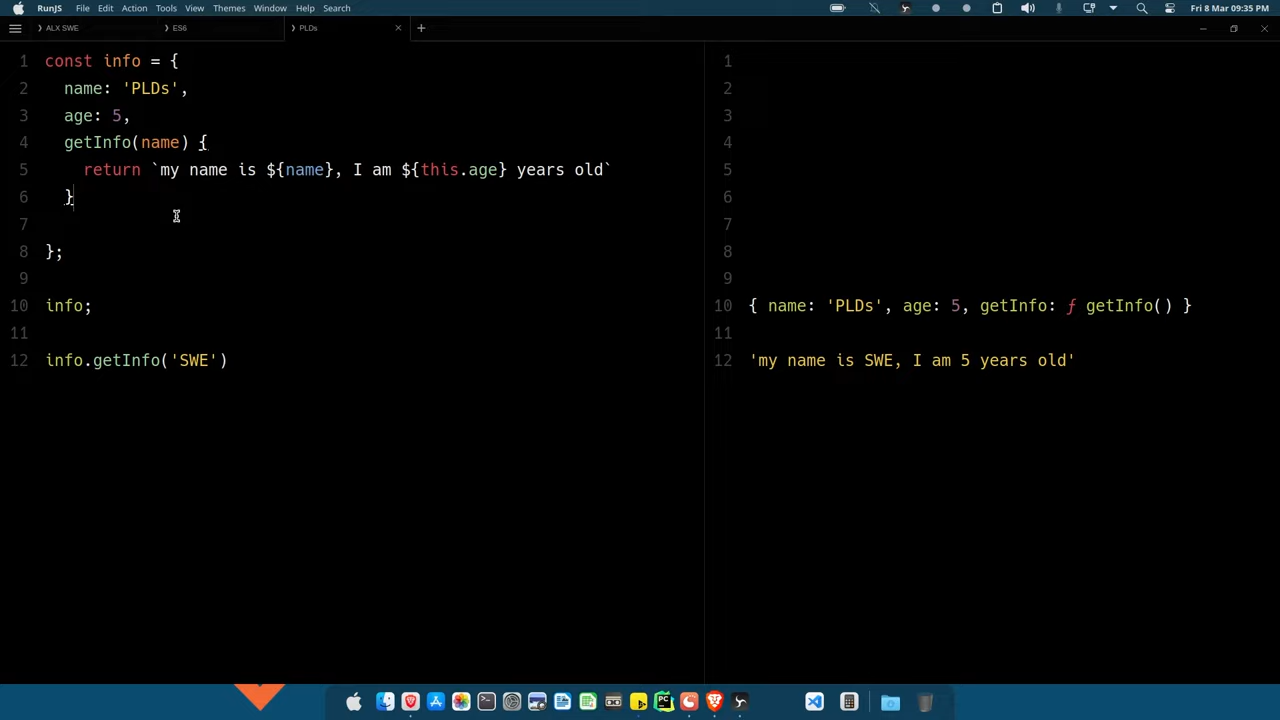 RunJS File Edit Action Tools View Themes Window Help Search Fri 8 Mar 09:35 PM
ALX SWE ES6 PLDs
1 const info = {
2 name: 'PLDs',
3 age: 5,
4 getInfo(name) {
5 return `my name is ${name}, I am ${this.age} years old`
6 }
7
8 };
9
10 info;
11
12 info.getInfo('SWE')
1
2
3
4
5
6
7
8
9
10 { name: 'PLDs', age: 5, getInfo: ƒ getInfo() }
11
12 'my name is SWE, I am 5 years old'
PC